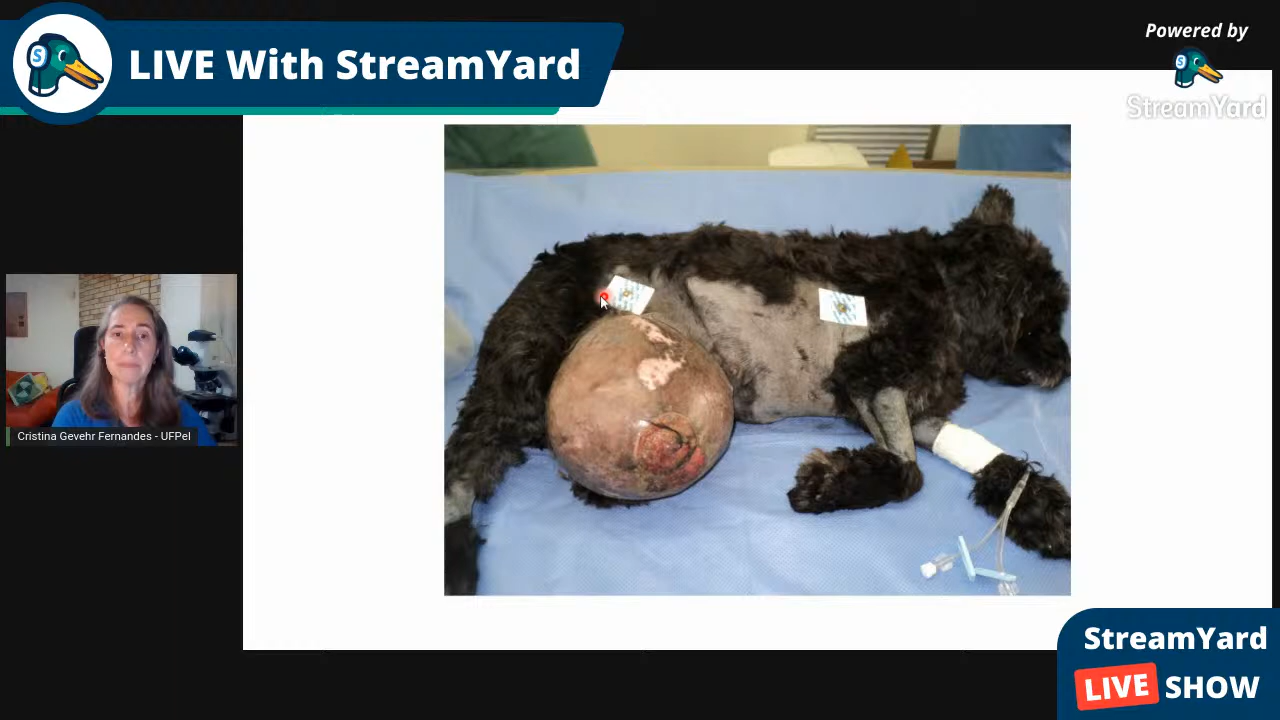 LIVE With StreamYard
Powered by
StreamYard
S
S
Cristina Gevehr Fernandes - UFPel
StreamYard
LIVE SHOW